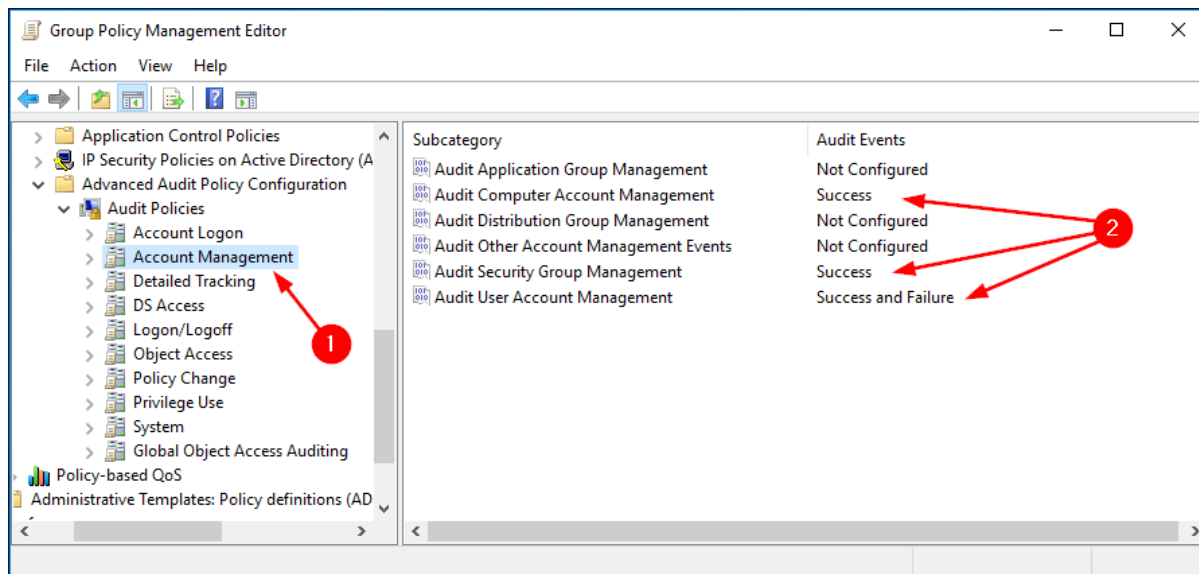 Group Policy Management Editor
File Action View Help
Application Control Policies
IP Security Policies on Active Directory (A
Advanced Audit Policy Configuration
Audit Policies
Account Logon
Account Management
Detailed Tracking
DS Access
Logon/Logoff
Object Access
Policy Change
Privilege Use
System
Global Object Access Auditing
Policy-based QoS
Administrative Templates: Policy definitions (AD
1
Subcategory Audit Events
Audit Application Group Management Not Configured
Audit Computer Account Management Success
Audit Distribution Group Management Not Configured
Audit Other Account Management Events Not Configured
Audit Security Group Management Success
Audit User Account Management Success and Failure
2